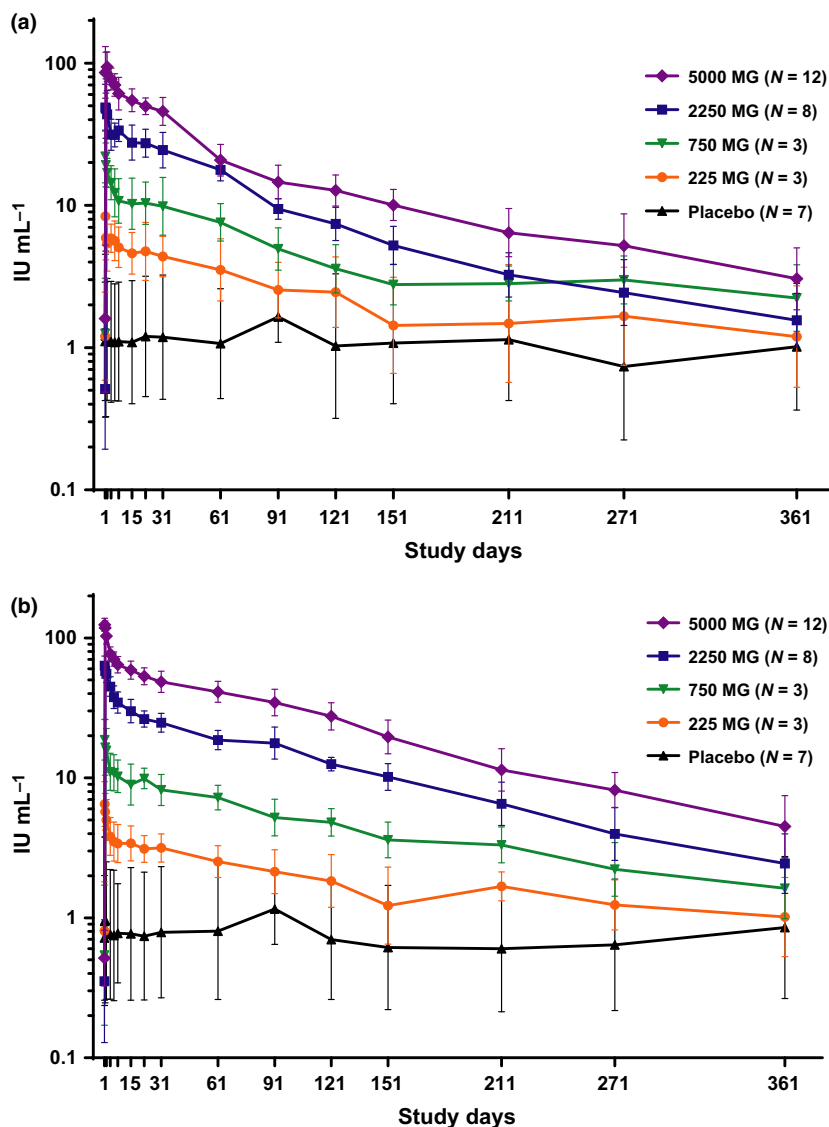 (a)
100
10
1
0.1
IU mL⁻¹
5000 MG (N = 12)
2250 MG (N = 8)
750 MG (N = 3)
225 MG (N = 3)
Placebo (N = 7)
1 15 31 61 91 121 151 211 271 361
Study days
(b)
100
10
1
0.1
IU mL⁻¹
5000 MG (N = 12)
2250 MG (N = 8)
750 MG (N = 3)
225 MG (N = 3)
Placebo (N = 7)
1 15 31 61 91 121 151 211 271 361
Study days